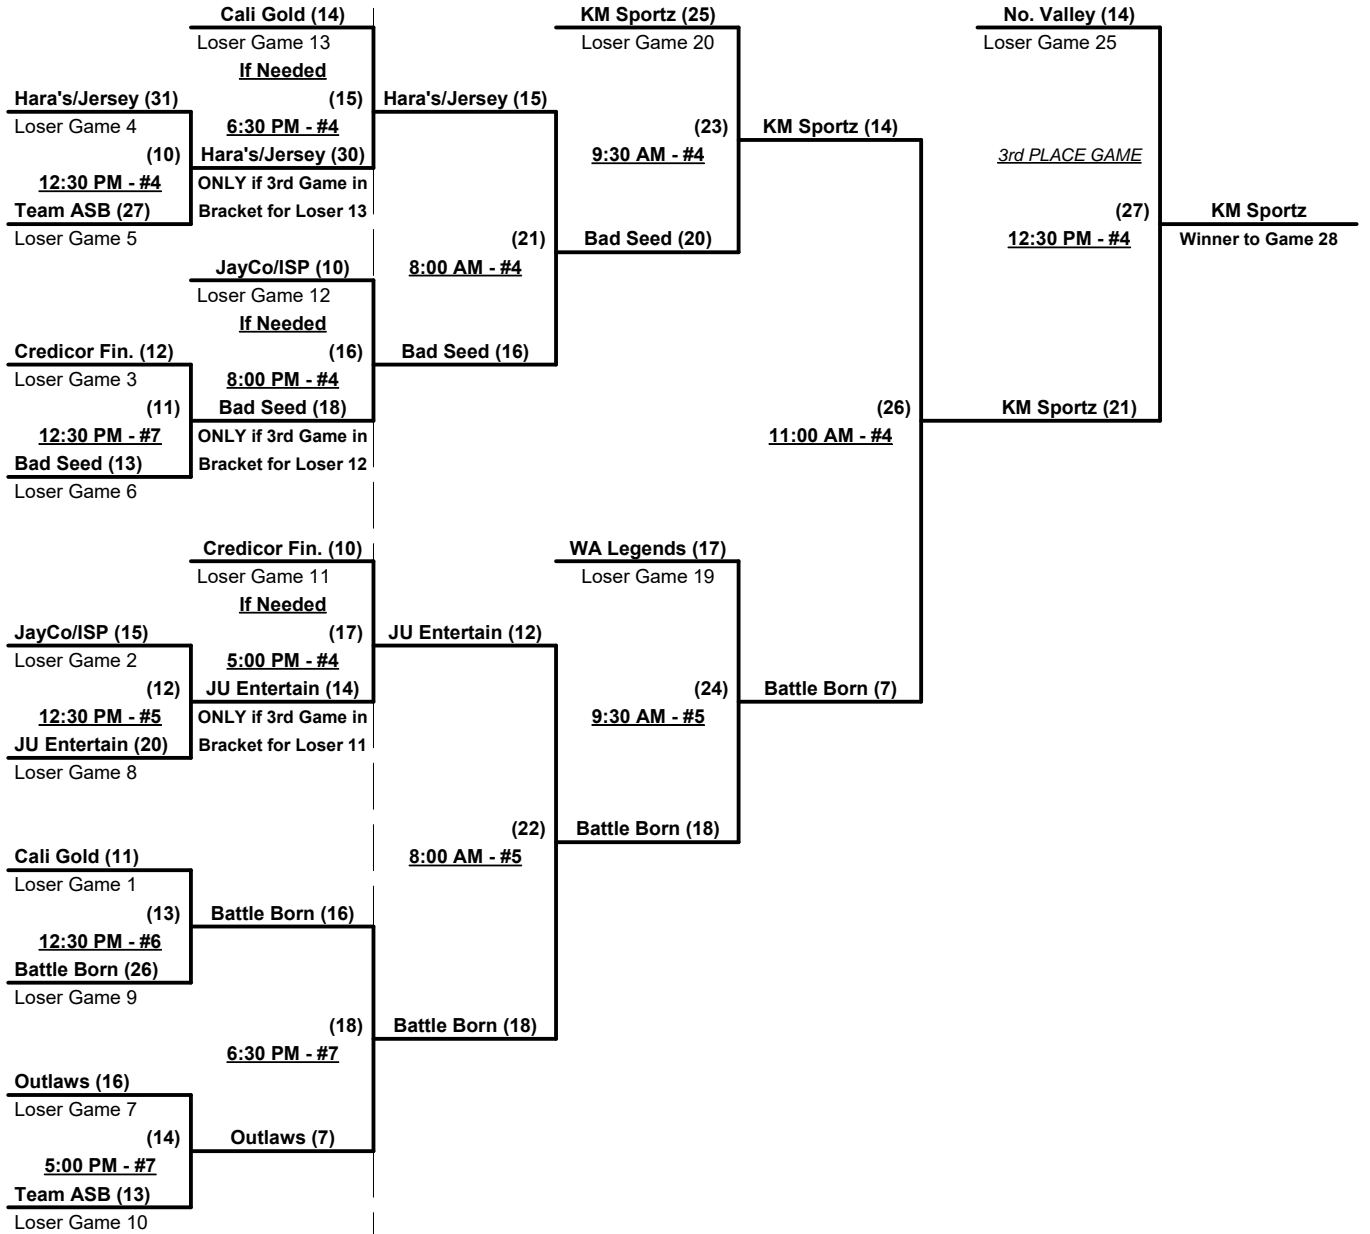 Cali Gold (14)
KM Sportz (25)
No. Valley (14)
Loser Game 13
Loser Game 20
Loser Game 25
If Needed
Hara's/Jersey (31)
(15)
Hara's/Jersey (15)
Loser Game 4
6:30 PM - #4
(23)
KM Sportz (14)
(10)
Hara's/Jersey (30)
9:30 AM - #4
3rd PLACE GAME
12:30 PM - #4
ONLY if 3rd Game in
Team ASB (27)
Bracket for Loser 13
(27)
KM Sportz
Loser Game 5
(21)
Bad Seed (20)
12:30 PM - #4
Winner to Game 28
JayCo/ISP (10)
8:00 AM - #4
Loser Game 12
If Needed
Credicor Fin. (12)
(16)
Bad Seed (16)
Loser Game 3
8:00 PM - #4
(11)
Bad Seed (18)
(26)
KM Sportz (21)
12:30 PM - #7
ONLY if 3rd Game in
11:00 AM - #4
Bad Seed (13)
Bracket for Loser 12
Loser Game 6
Credicor Fin. (10)
WA Legends (17)
Loser Game 11
Loser Game 19
If Needed
JayCo/ISP (15)
(17)
JU Entertain (12)
Loser Game 2
5:00 PM - #4
(12)
JU Entertain (14)
(24)
Battle Born (7)
12:30 PM - #5
ONLY if 3rd Game in
9:30 AM - #5
JU Entertain (20)
Bracket for Loser 11
Loser Game 8
(22)
Battle Born (18)
Cali Gold (11)
8:00 AM - #5
Loser Game 1
(13)
Battle Born (16)
12:30 PM - #6
Battle Born (26)
Loser Game 9
(18)
Battle Born (18)
6:30 PM - #7
Outlaws (16)
Loser Game 7
(14)
Outlaws (7)
5:00 PM - #7
Team ASB (13)
Loser Game 10